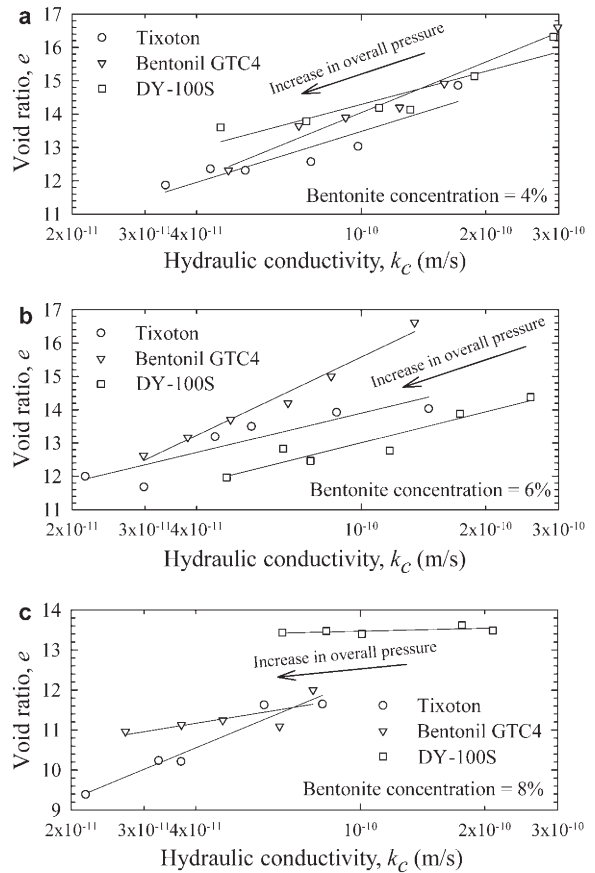 a
17
16
15
14
13
12
11
Void ratio, e
Tixoton
Bentonil GTC4
DY-100S
Increase in overall pressure
Bentonite concentration = 4%
2x10-11 3x10-11 4x10-11 10-10 2x10-10 3x10-10
Hydraulic conductivity, kc (m/s)
b
17
16
15
14
13
12
11
Void ratio, e
Tixoton
Bentonil GTC4
DY-100S
Increase in overall pressure
Bentonite concentration = 6%
2x10-11 3x10-11 4x10-11 10-10 2x10-10 3x10-10
Hydraulic conductivity, kc (m/s)
c
14
13
12
11
10
9
Void ratio, e
Increase in overall pressure
Tixoton
Bentonil GTC4
DY-100S
Bentonite concentration = 8%
2x10-11 3x10-11 4x10-11 10-10 2x10-10 3x10-10
Hydraulic conductivity, kc (m/s)